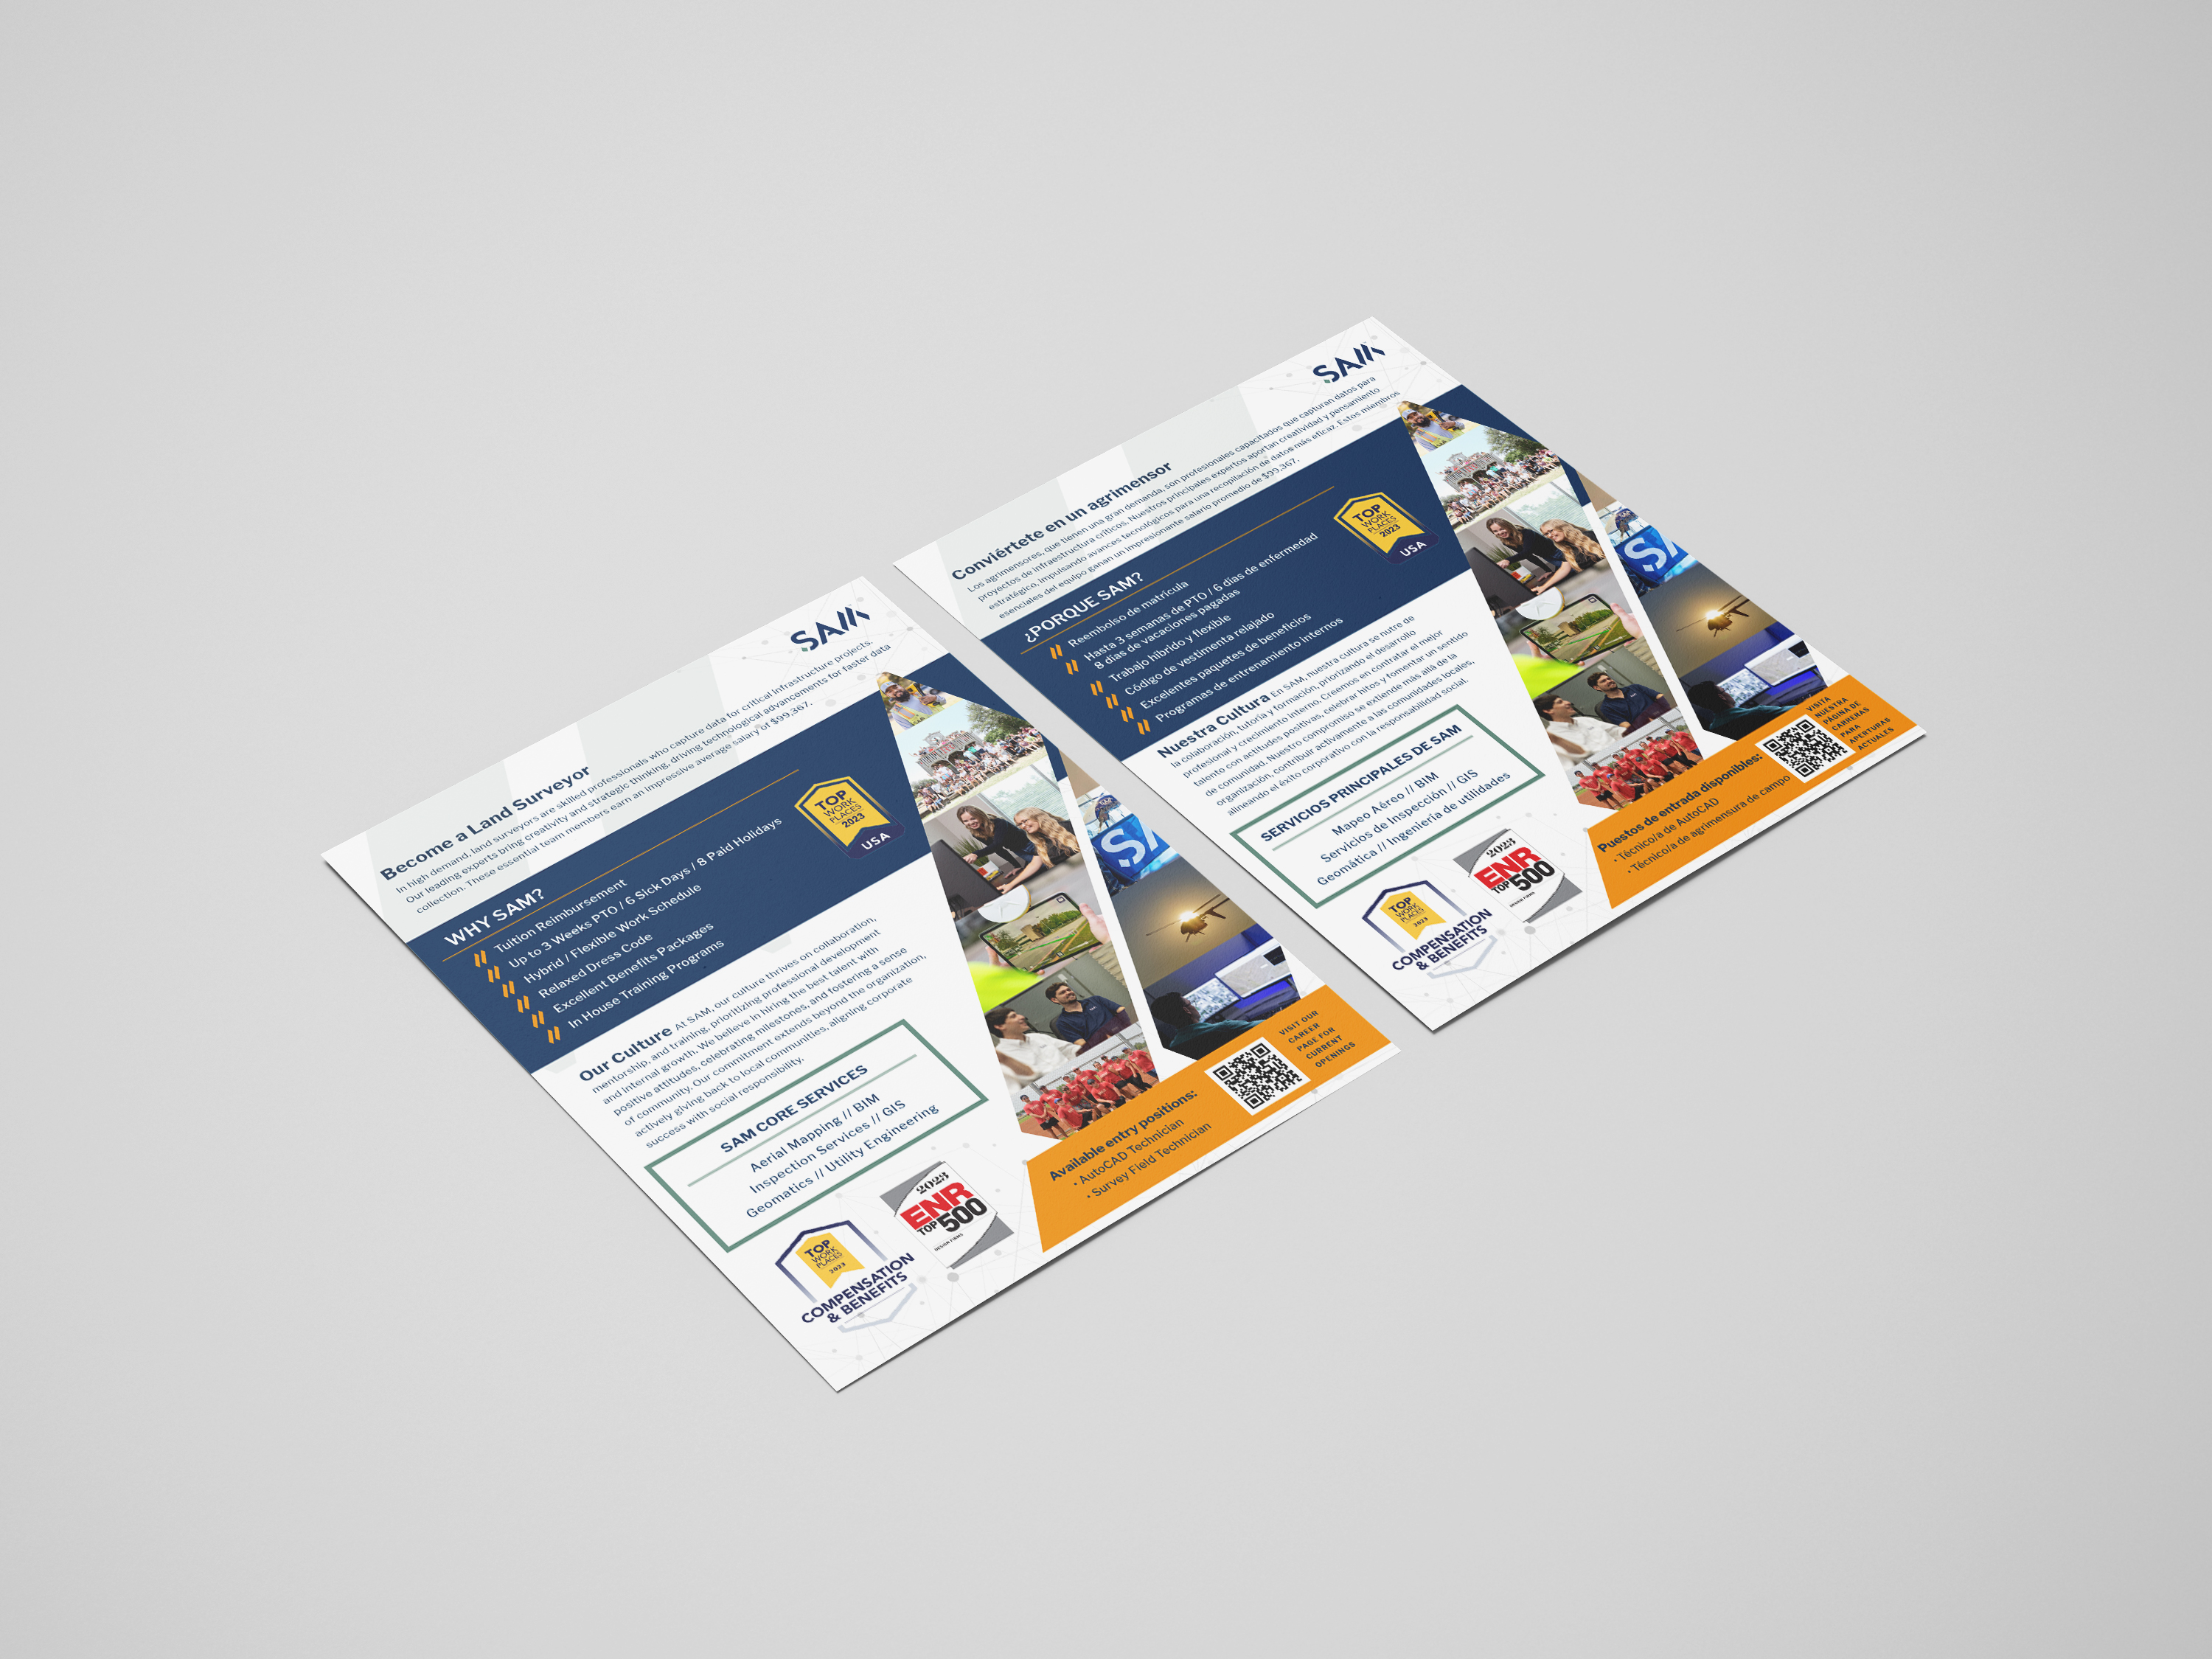 SAM
Become a Land Surveyor
In high demand, land surveyors are skilled professionals who capture data for critical infrastructure projects.
Our leading experts bring creativity and strategic thinking, driving technological advancements for faster data
collection. These essential team members earn an impressive average salary of $99,367.
WHY SAM?
Tuition Reimbursement
Up to 3 Weeks PTO / 6 Sick Days / 8 Paid Holidays
Hybrid / Flexible Work Schedule
Relaxed Dress Code
Excellent Benefits Packages
In House Training Programs
TOP
WORK
PLACES
2023
USA
Our Culture At SAM, our culture thrives on collaboration,
mentorship, and training, prioritizing professional development
and internal growth. We believe in hiring the best talent with
positive attitudes, celebrating milestones, and fostering a sense
of community. Our commitment extends beyond the organization,
actively giving back to local communities, aligning corporate
success with social responsibility.
SAM CORE SERVICES
Aerial Mapping // BIM
Inspection Services // GIS
Geomatics // Utility Engineering
TOP
WORK
PLACES
2023
COMPENSATION
& BENEFITS
2023
ENR
TOP 500
DESIGN FIRMS
SA
Available entry positions:
• AutoCAD Technician
• Survey Field Technician
VISIT OUR
CAREER
PAGE FOR
CURRENT
OPENINGS
SAM
Conviértete en un agrimensor
Los agrimensores, que tienen una gran demanda, son profesionales capacitados que capturan datos para
proyectos de infraestructura críticos. Nuestros principales expertos aportan creatividad y pensamiento
estratégico, impulsando avances tecnológicos para una recopilación de datos más eficaz. Estos miembros
esenciales del equipo ganan un impresionante salario promedio de $99,367.
¿PORQUE SAM?
Reembolso de matrícula
Hasta 3 semanas de PTO / 6 días de enfermedad
8 días de vacaciones pagadas
Trabajo híbrido y flexible
Código de vestimenta relajado
Excelentes paquetes de beneficios
Programas de entrenamiento internos
TOP
WORK
PLACES
2023
USA
Nuestra Cultura En SAM, nuestra cultura se nutre de
la colaboración, tutoría y formación, priorizando el desarrollo
profesional y crecimiento interno. Creemos en contratar el mejor
talento con actitudes positivas, celebrar hitos y fomentar un sentido
de comunidad. Nuestro compromiso se extiende más allá de la
organización, contribuir activamente a las comunidades locales,
alineando el éxito corporativo con la responsabilidad social.
SERVICIOS PRINCIPALES DE SAM
Mapeo Aéreo // BIM
Servicios de Inspección // GIS
Geomática // Ingeniería de utilidades
TOP
WORK
PLACES
2023
COMPENSATION
& BENEFITS
2023
ENR
TOP 500
DESIGN FIRMS
SA
Puestos de entrada disponibles:
• Técnico/a de AutoCAD
• Técnico/a de agrimensura de campo
VISITA
NUESTRA
PÁGINA DE
CARRERAS
PARA
APERTURAS
ACTUALES